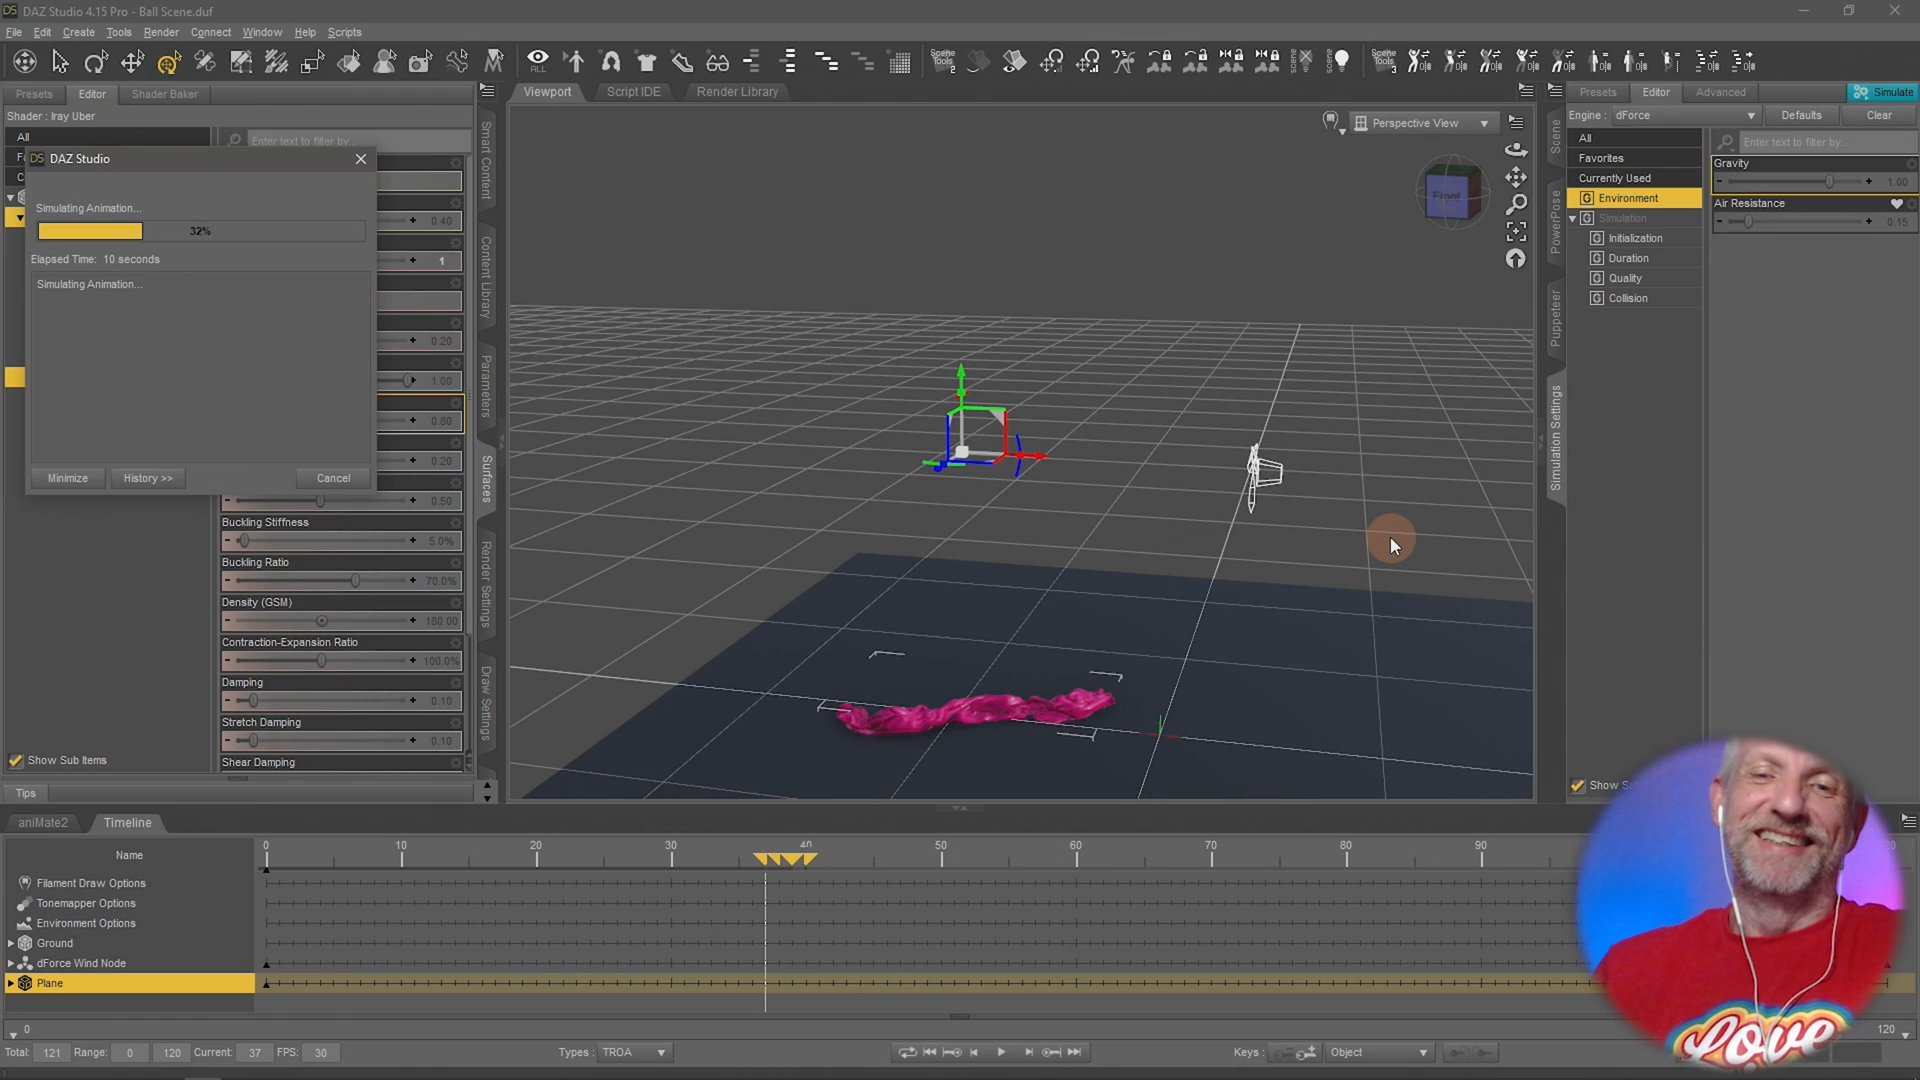 DAZ Studio 4.15 Pro - Ball Scene.duf
File Edit Create Tools Render Connect Window Help Scripts
ALL
Scene Tools 2
Scene Tools 3
Presets Editor Shader Baker
Shader : Iray Uber
All
Enter text to filter by...
DAZ Studio
Simulating Animation...
32%
Elapsed Time: 10 seconds
Simulating Animation...
Minimize History >> Cancel
0.40
1
0.20
1.00
0.80
0.20
0.50
Buckling Stiffness
5.0%
Buckling Ratio
70.0%
Density (GSM)
180.00
Contraction-Expansion Ratio
100.0%
Damping
0.10
Stretch Damping
0.10
Shear Damping
Show Sub Items
Tips
Smart Content
Content Library
Parameters
Surfaces
Render Settings
Draw Settings
Viewport Script IDE Render Library
Perspective View
Front
Scene
PowerPose
Puppeteer
Simulation Settings
Presets Editor Advanced Simulate
Engine : dForce Defaults Clear
All
Favorites
Currently Used
G Environment
G Simulation
G Initialization
G Duration
G Quality
G Collision
Enter text to filter by...
Gravity
1.00
Air Resistance
0.15
Show Su
aniMate2 Timeline
Name
0 10 20 30 40 50 60 70 80 90
Filament Draw Options
Tonemapper Options
Environment Options
Ground
dForce Wind Node
Plane
0 120
Total: 121 Range: 0 120 Current: 37 FPS: 30
Types : TROA
Keys : Object
Love